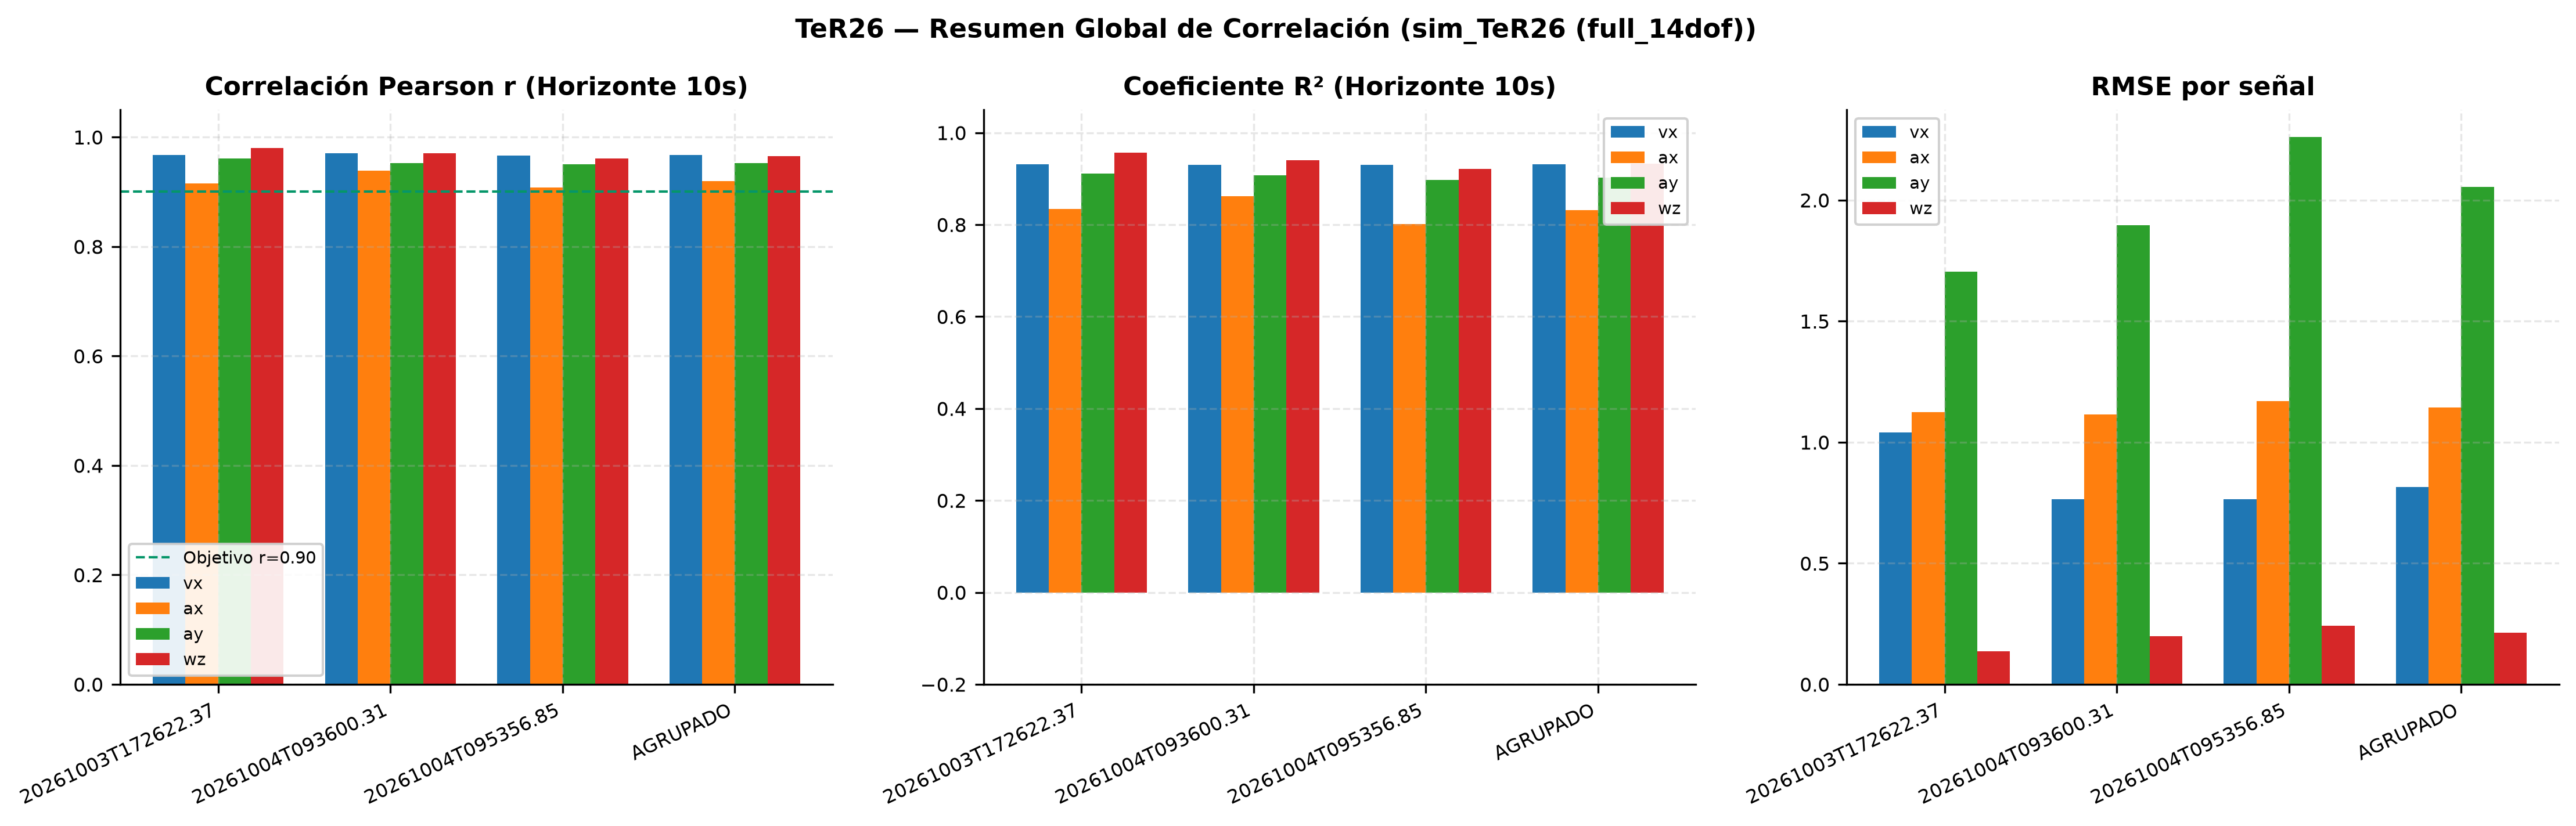 TeR26 — Resumen Global de Correlación (sim_TeR26 (full_14dof))
Correlación Pearson r (Horizonte 10s)
1.0
0.8
0.6
0.4
0.2
0.0
Objetivo r=0.90
vx
ax
ay
wz
20261003T172622.37
20261004T093600.31
20261004T095356.85
AGRUPADO
Coeficiente R² (Horizonte 10s)
1.0
0.8
0.6
0.4
0.2
0.0
−0.2
vx
ax
ay
wz
20261003T172622.37
20261004T093600.31
20261004T095356.85
AGRUPADO
RMSE por señal
2.0
1.5
1.0
0.5
0.0
vx
ax
ay
wz
20261003T172622.37
20261004T093600.31
20261004T095356.85
AGRUPADO